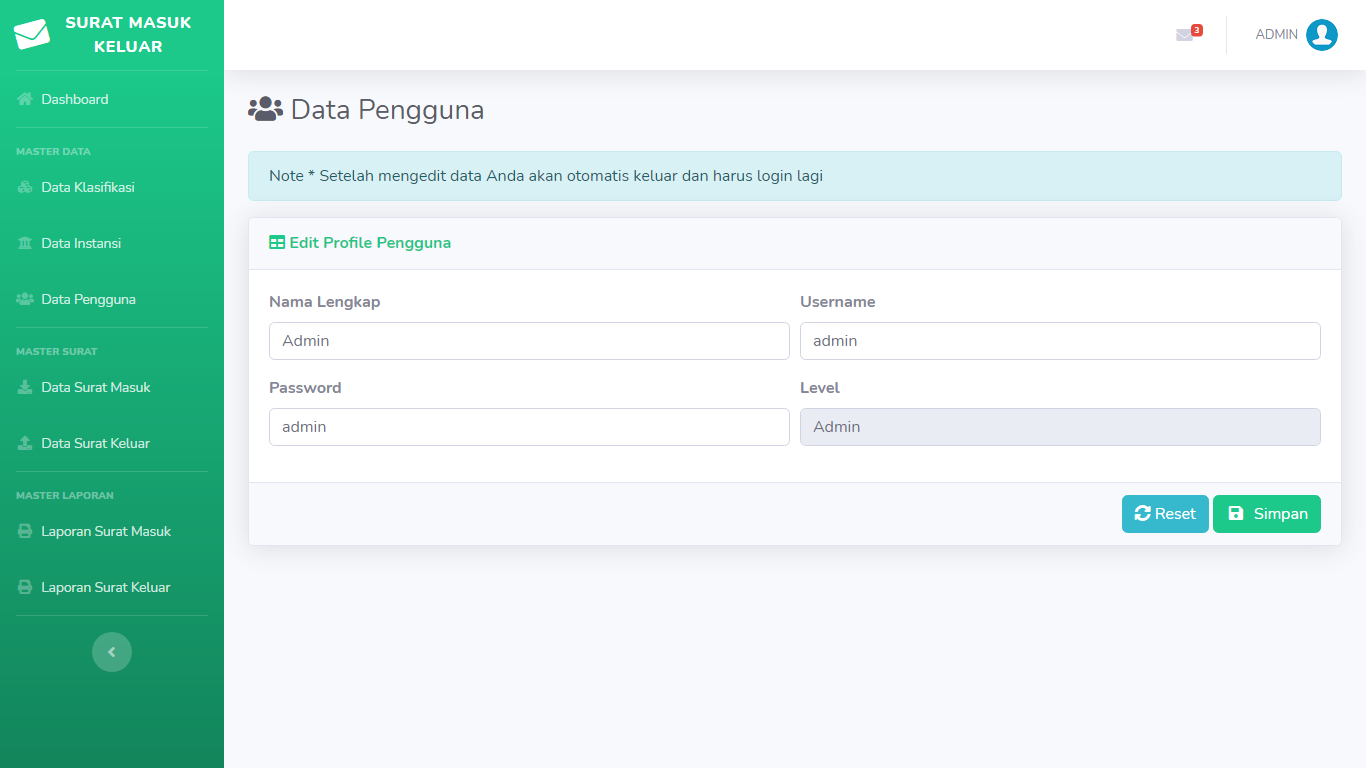 SURAT MASUK
KELUAR
Dashboard
MASTER DATA
Data Klasifikasi
Data Instansi
Data Pengguna
MASTER SURAT
Data Surat Masuk
Data Surat Keluar
MASTER LAPORAN
Laporan Surat Masuk
Laporan Surat Keluar
3
ADMIN
Data Pengguna
Note * Setelah mengedit data Anda akan otomatis keluar dan harus login lagi
Edit Profile Pengguna
Nama Lengkap
Admin
Username
admin
Password
admin
Level
Admin
Reset
Simpan